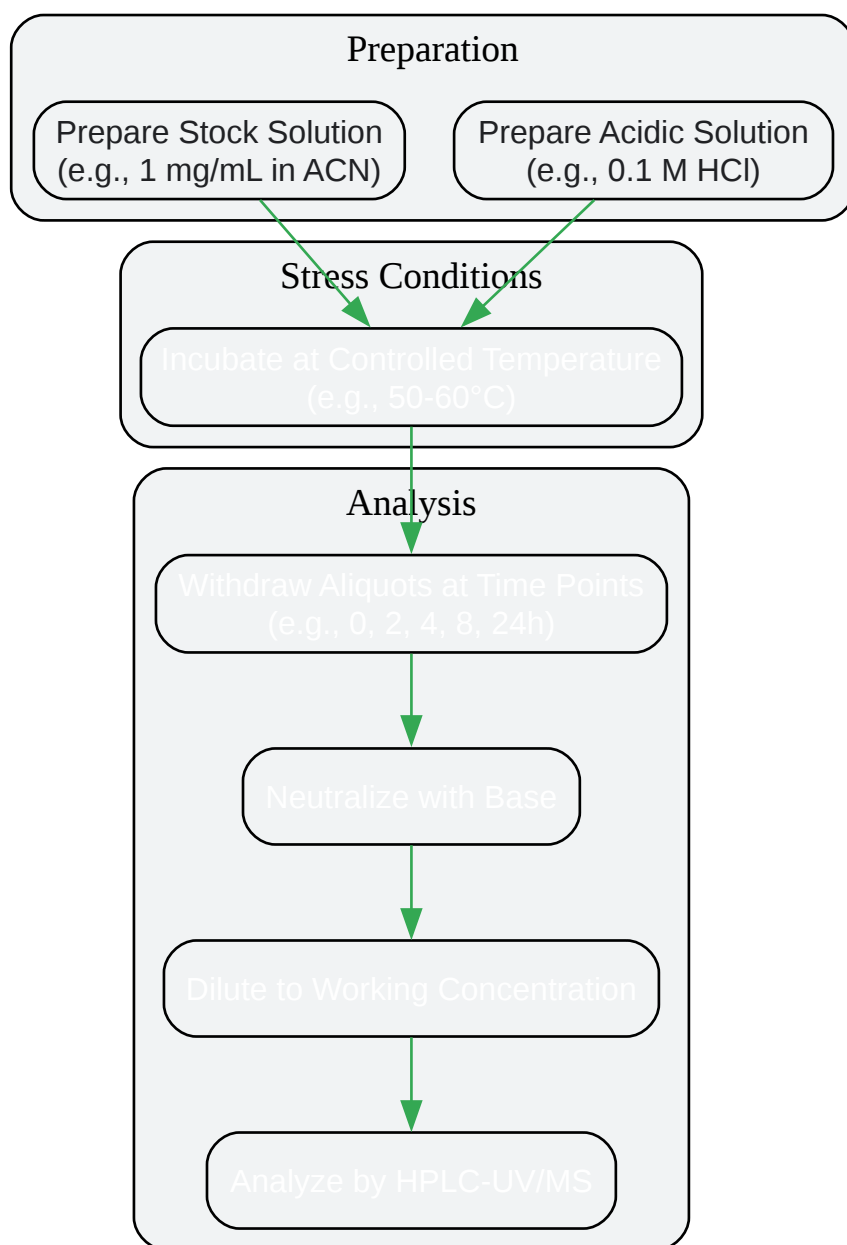 Preparation
Prepare Stock Solution
(e.g., 1 mg/mL in ACN)
Prepare Acidic Solution
(e.g., 0.1 M HCl)
Stress Conditions
Incubate at Controlled Temperature
(e.g., 50-60°C)
Analysis
Withdraw Aliquots at Time Points
(e.g., 0, 2, 4, 8, 24h)
Neutralize with Base
Dilute to Working Concentration
Analyze by HPLC-UV/MS